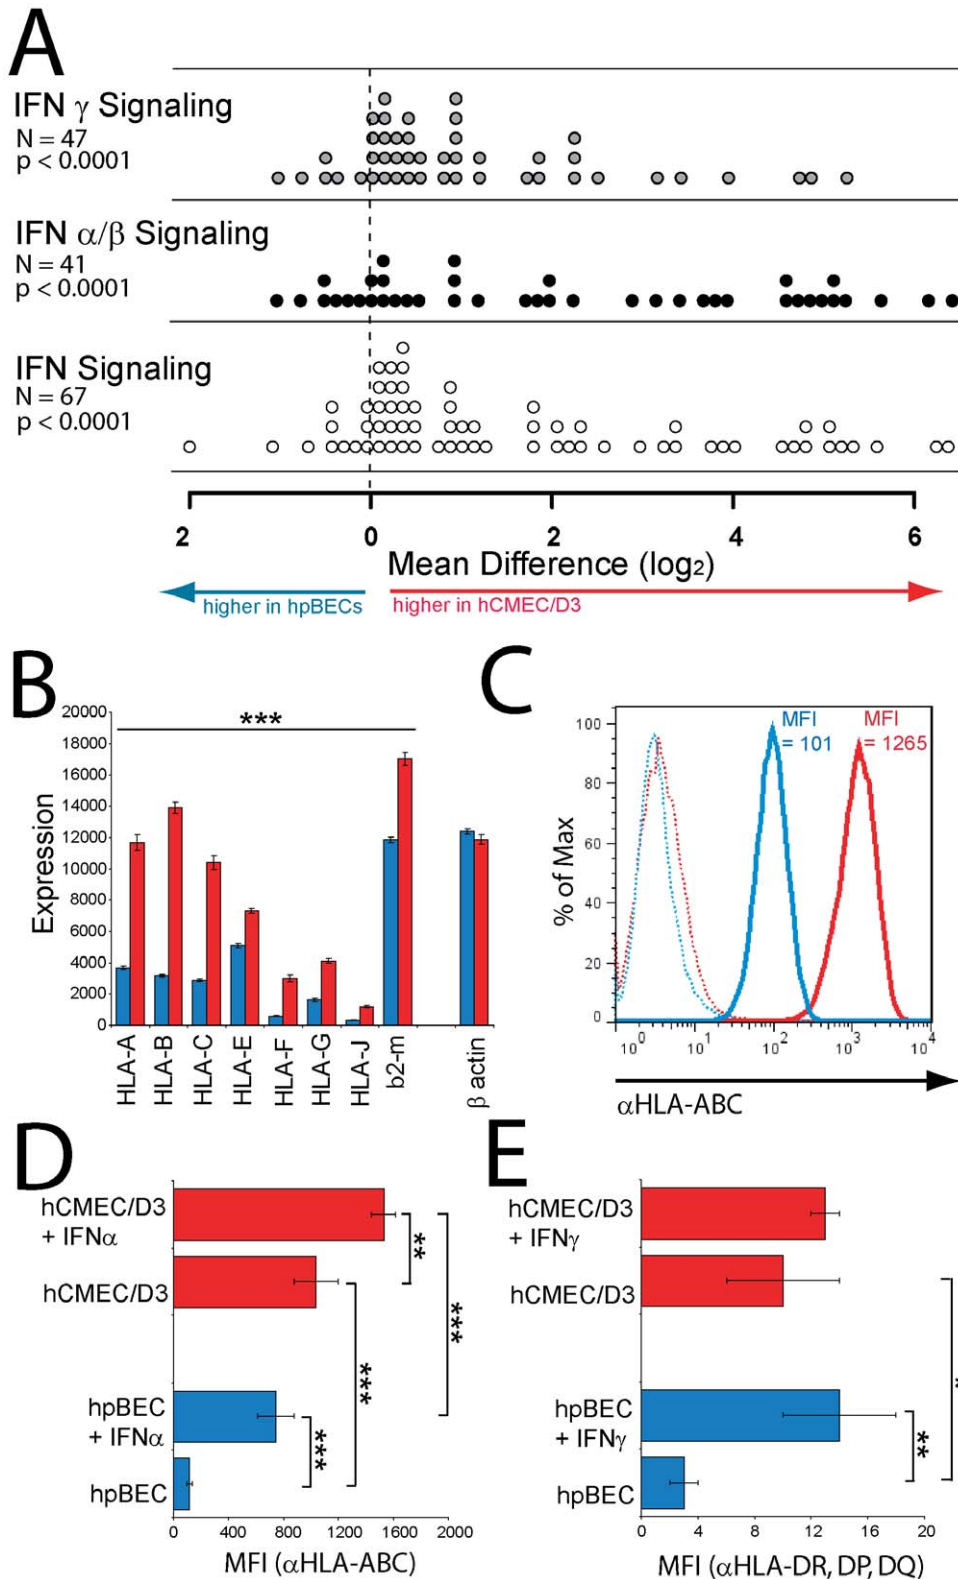 A
IFN γ Signaling
N = 47
p < 0.0001
IFN α/β Signaling
N = 41
p < 0.0001
IFN Signaling
N = 67
p < 0.0001
2 0 2 4 6
Mean Difference (log2)
higher in hpBECs
higher in hCMEC/D3
B
***
20000
18000
16000
14000
12000
10000
8000
6000
4000
2000
0
Expression
HLA-A
HLA-B
HLA-C
HLA-E
HLA-F
HLA-G
HLA-J
b2-m
β actin
C
MFI
= 101
MFI
= 1265
100
80
60
40
20
0
% of Max
10^0 10^1 10^2 10^3 10^4
αHLA-ABC
D
hCMEC/D3
+ IFNα
hCMEC/D3
hpBEC
+ IFNα
hpBEC
**
***
***
***
0 400 800 1200 1600 2000
MFI (αHLA-ABC)
E
hCMEC/D3
+ IFNγ
hCMEC/D3
hpBEC
+ IFNγ
hpBEC
**
*
0 4 8 12 16 20
MFI (αHLA-DR, DP, DQ)